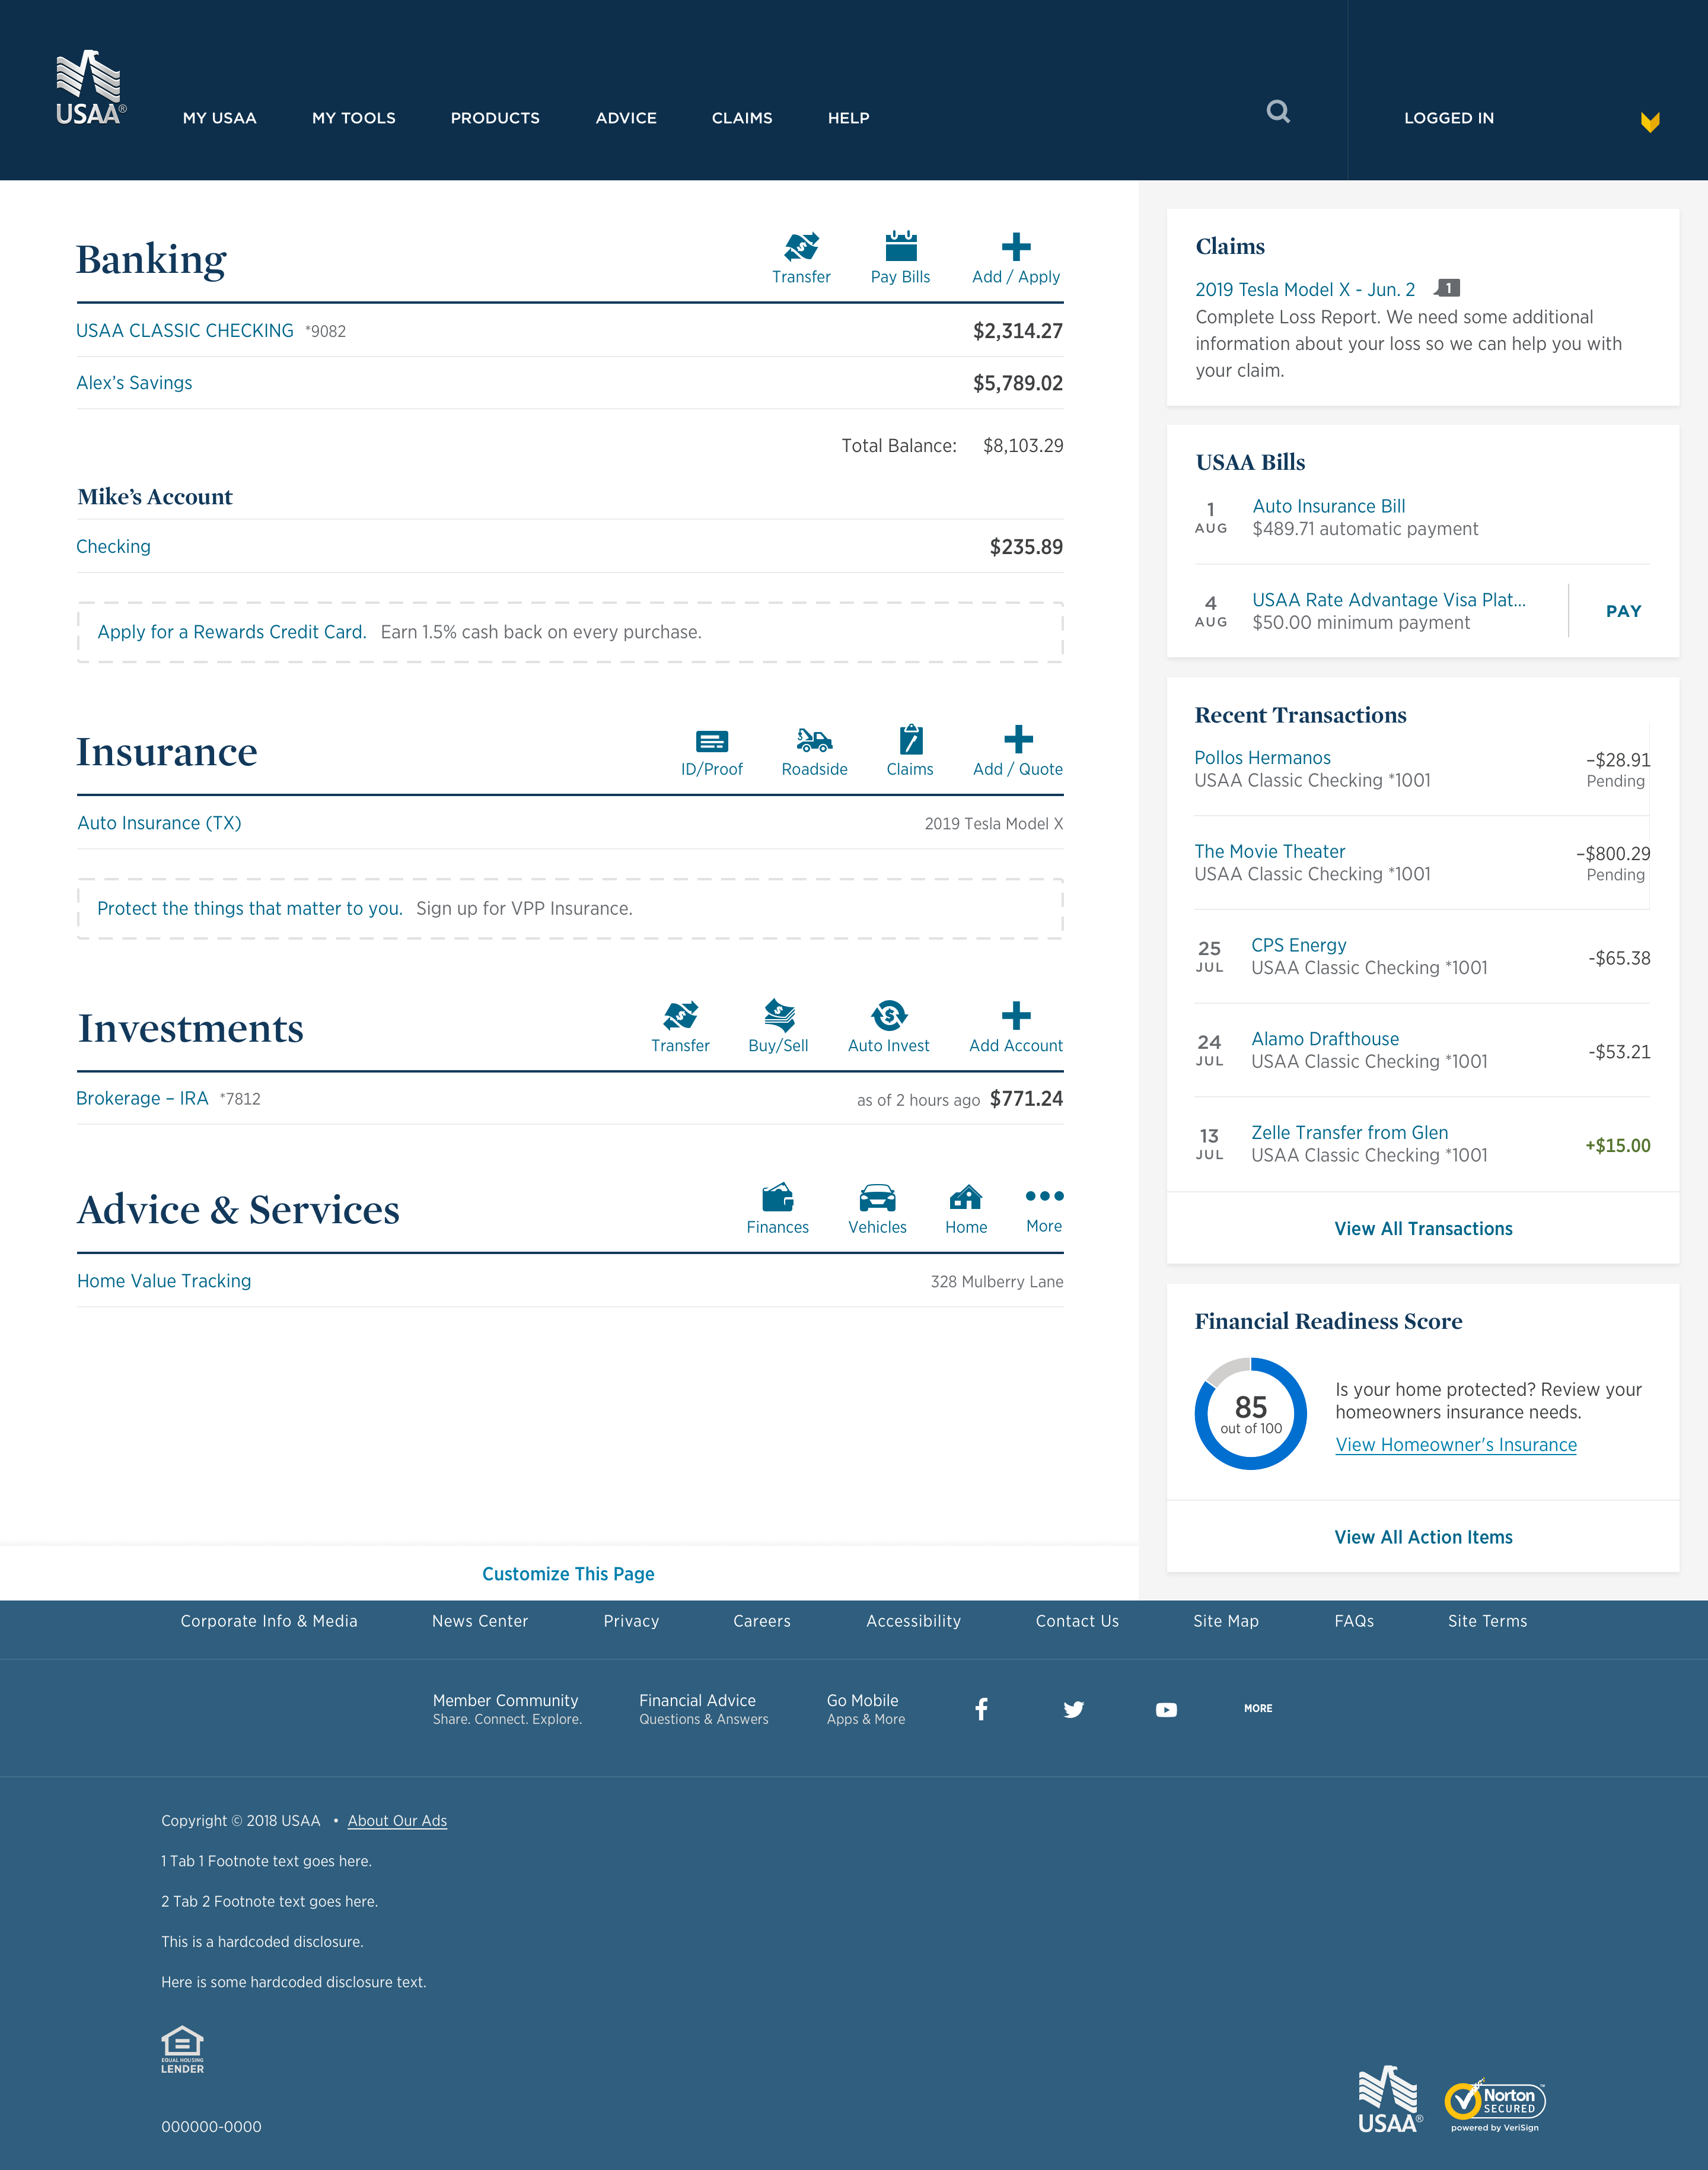 USAA®
MY USAA
MY TOOLS
PRODUCTS
ADVICE
CLAIMS
HELP
LOGGED IN
Banking
Transfer
Pay Bills
Add / Apply
USAA CLASSIC CHECKING *9082 $2,314.27
Alex’s Savings $5,789.02
Total Balance: $8,103.29
Mike’s Account
Checking $235.89
Apply for a Rewards Credit Card. Earn 1.5% cash back on every purchase.
Insurance
ID/Proof
Roadside
Claims
Add / Quote
Auto Insurance (TX) 2019 Tesla Model X
Protect the things that matter to you. Sign up for VPP Insurance.
Investments
Transfer
Buy/Sell
Auto Invest
Add Account
Brokerage – IRA *7812 as of 2 hours ago $771.24
Advice & Services
Finances
Vehicles
Home
More
Home Value Tracking 328 Mulberry Lane
Customize This Page
Claims
2019 Tesla Model X - Jun. 2 1
Complete Loss Report. We need some additional
information about your loss so we can help you with
your claim.
USAA Bills
1 AUG
Auto Insurance Bill
$489.71 automatic payment
4 AUG
USAA Rate Advantage Visa Plat...
$50.00 minimum payment
PAY
Recent Transactions
Pollos Hermanos –$28.91
USAA Classic Checking *1001 Pending
The Movie Theater –$800.29
USAA Classic Checking *1001 Pending
25 JUL
CPS Energy
USAA Classic Checking *1001
-$65.38
24 JUL
Alamo Drafthouse
USAA Classic Checking *1001
-$53.21
13 JUL
Zelle Transfer from Glen
USAA Classic Checking *1001
+$15.00
View All Transactions
Financial Readiness Score
85
out of 100
Is your home protected? Review your
homeowners insurance needs.
View Homeowner's Insurance
View All Action Items
Corporate Info & Media
News Center
Privacy
Careers
Accessibility
Contact Us
Site Map
FAQs
Site Terms
Member Community
Share. Connect. Explore.
Financial Advice
Questions & Answers
Go Mobile
Apps & More
MORE
Copyright © 2018 USAA • About Our Ads
1 Tab 1 Footnote text goes here.
2 Tab 2 Footnote text goes here.
This is a hardcoded disclosure.
Here is some hardcoded disclosure text.
EQUAL HOUSING
LENDER
000000-0000
USAA®
Norton™
SECURED
powered by VeriSign